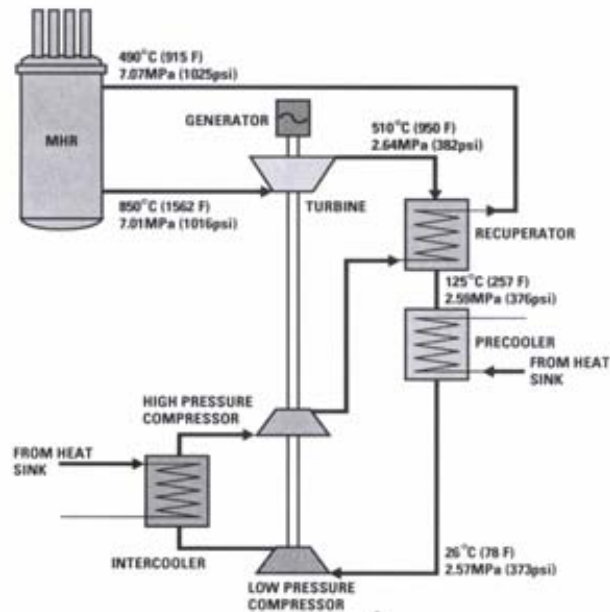 490°C (915 F)
7.07MPa (1025psi)
MHR
GENERATOR
510°C (950 F)
2.64MPa (382psi)
850°C (1562 F)
7.01MPa (1016psi)
TURBINE
RECUPERATOR
125°C (257 F)
2.59MPa (376psi)
PRECOOLER
FROM HEAT
SINK
HIGH PRESSURE
COMPRESSOR
FROM HEAT
SINK
INTERCOOLER
26°C (78 F)
2.57MPa (373psi)
LOW PRESSURE
COMPRESSOR